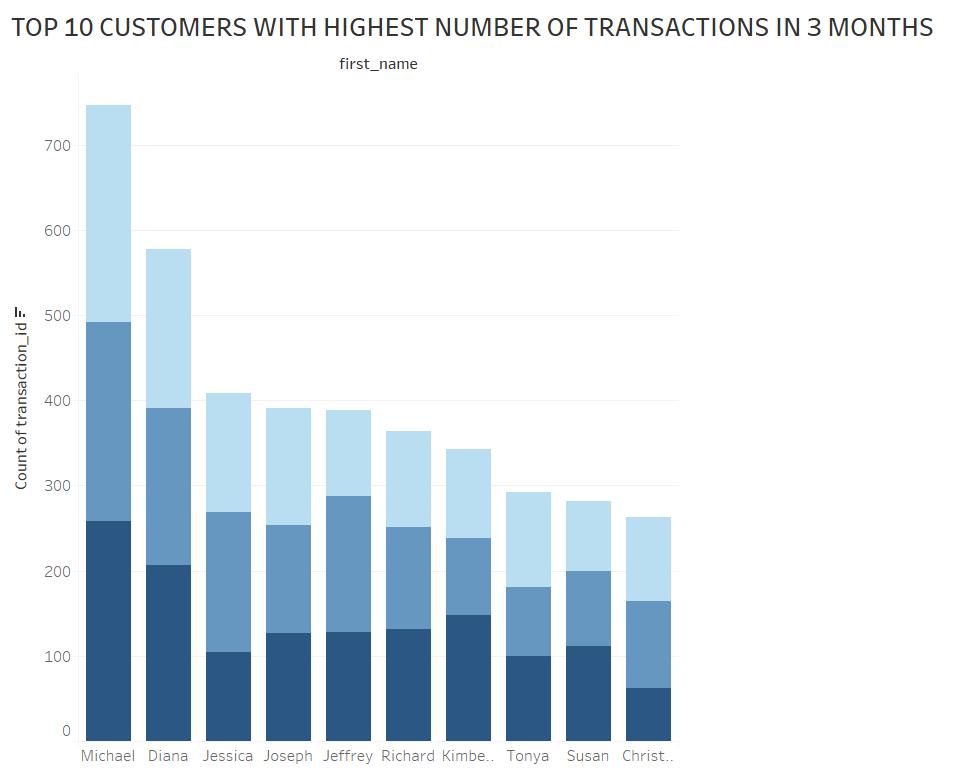 TOP 10 CUSTOMERS WITH HIGHEST NUMBER OF TRANSACTIONS IN 3 MONTHS
first_name
Count of transaction_id
700
600
500
400
300
200
100
0
Michael Diana Jessica Joseph Jeffrey Richard Kimbe.. Tonya Susan Christ..